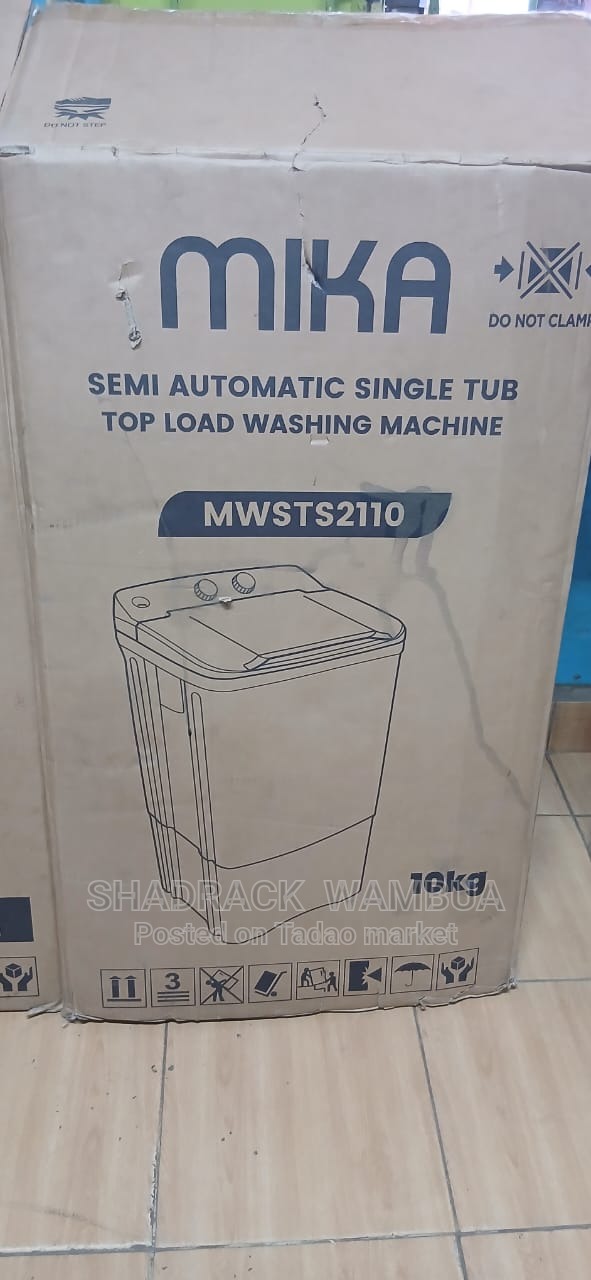 DO NOT STEP
MIKA
DO NOT CLAMP
SEMI AUTOMATIC SINGLE TUB
TOP LOAD WASHING MACHINE
MWSTS2110
SHADRACK WAMBUA
Posted on Tadao market
3